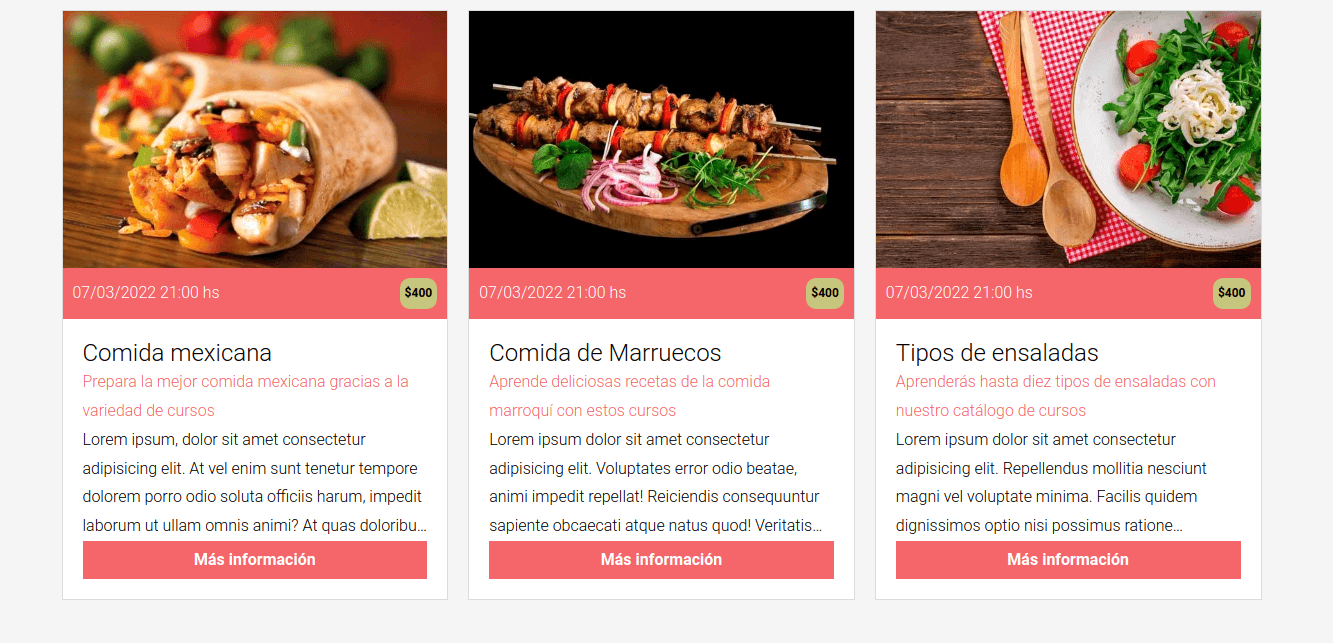 07/03/2022 21:00 hs
$400
Comida mexicana
Prepara la mejor comida mexicana gracias a la
variedad de cursos
Lorem ipsum, dolor sit amet consectetur
adipisicing elit. At vel enim sunt tenetur tempore
dolorem porro odio soluta officiis harum, impedit
laborum ut ullam omnis animi? At quas doloribu...
Más información
07/03/2022 21:00 hs
$400
Comida de Marruecos
Aprende deliciosas recetas de la comida
marroquí con estos cursos
Lorem ipsum dolor sit amet consectetur
adipisicing elit. Voluptates error odio beatae,
animi impedit repellat! Reiciendis consequuntur
sapiente obcaecati atque natus quod! Veritatis...
Más información
07/03/2022 21:00 hs
$400
Tipos de ensaladas
Aprenderás hasta diez tipos de ensaladas con
nuestro catálogo de cursos
Lorem ipsum dolor sit amet consectetur
adipisicing elit. Repellendus mollitia nesciunt
magni vel voluptate minima. Facilis quidem
dignissimos optio nisi possimus ratione...
Más información